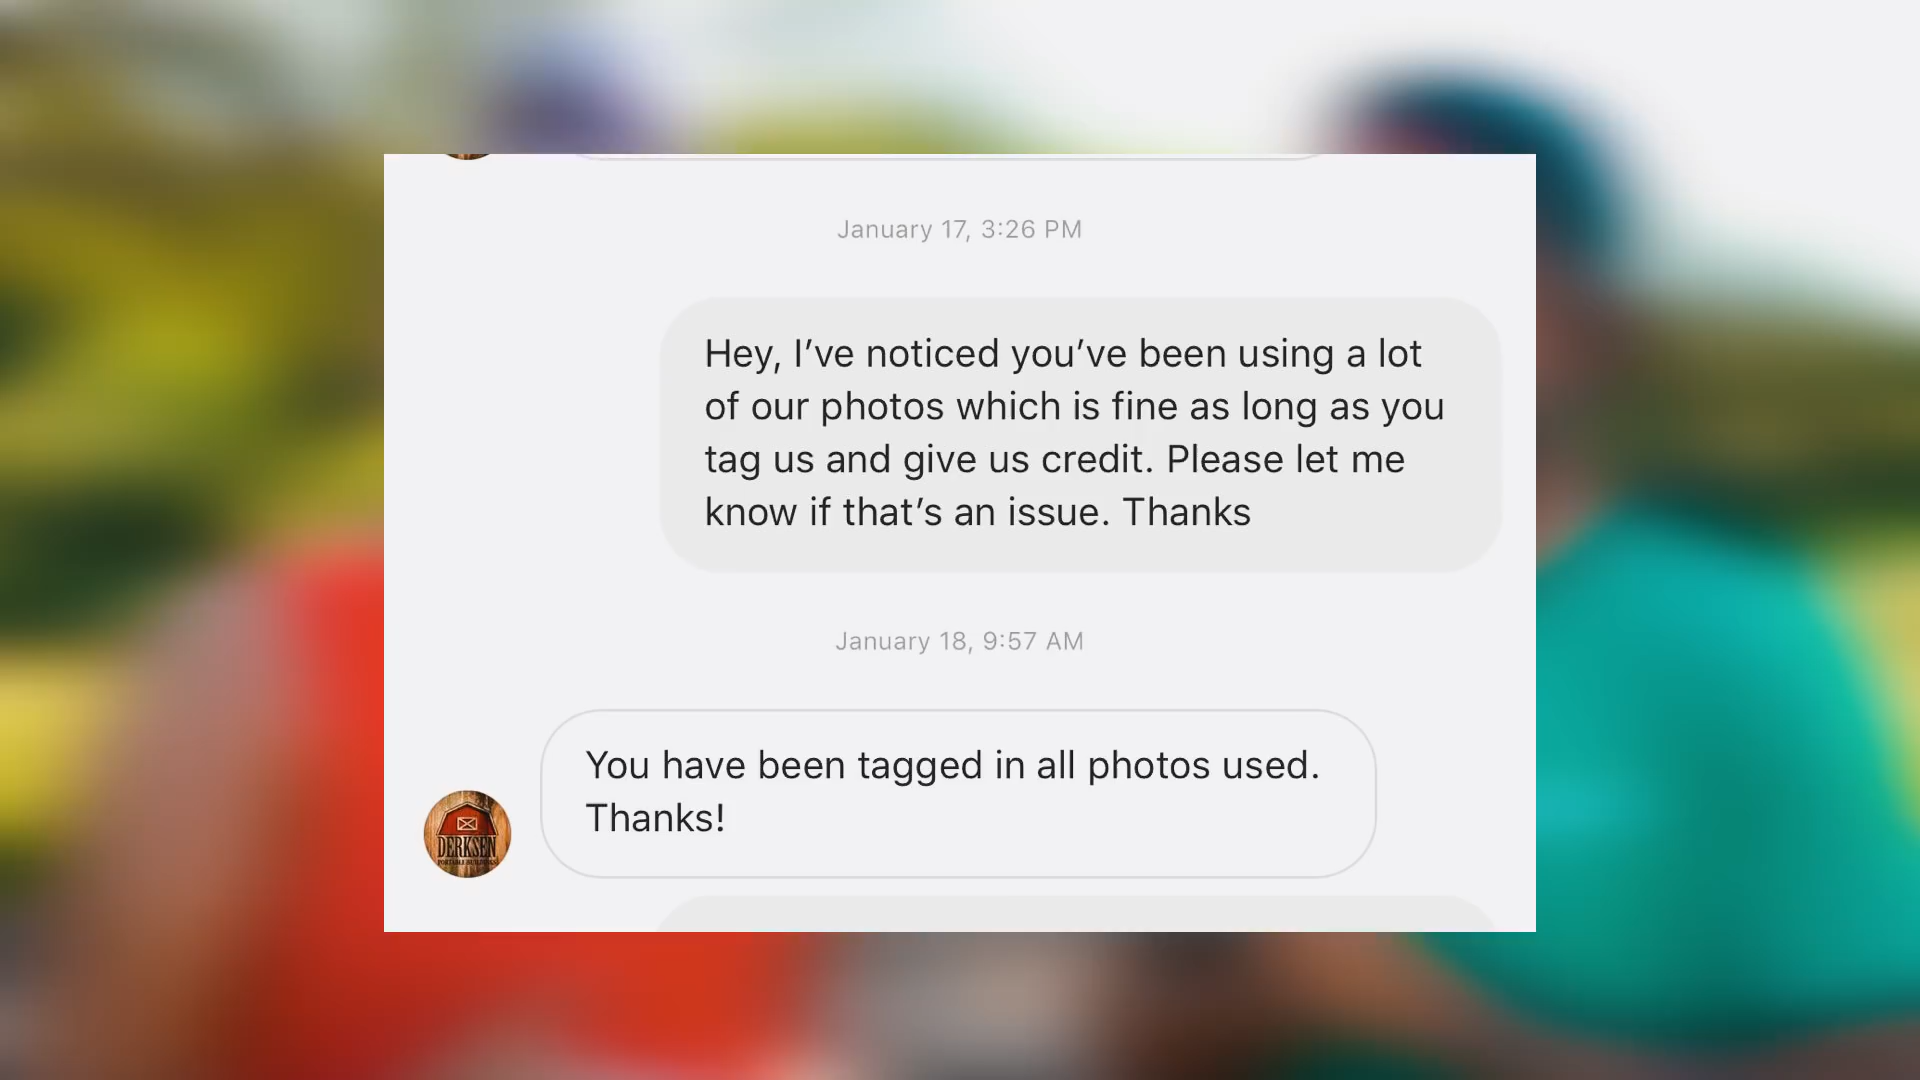 January 17, 3:26 PM
Hey, I’ve noticed you’ve been using a lot
of our photos which is fine as long as you
tag us and give us credit. Please let me
know if that’s an issue. Thanks
January 18, 9:57 AM
You have been tagged in all photos used.
Thanks!
DERKSEN
PORTABLE BUILDINGS